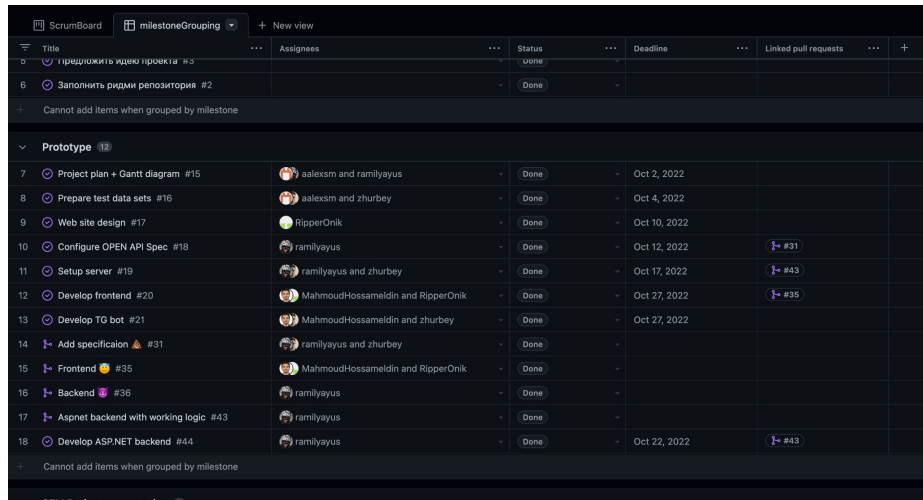 ScrumBoard milestoneGrouping + New view
Title ... Assignees ... Status ... Deadline ... Linked pull requests ... +
5 Предложить идею проекта #3 Done
6 Заполнить ридми репозитория #2 Done
+ Cannot add items when grouped by milestone
Prototype 12
7 Project plan + Gantt diagram #15 aalexsm and ramilyayus Done Oct 2, 2022
8 Prepare test data sets #16 aalexsm and zhurbey Done Oct 4, 2022
9 Web site design #17 RipperOnik Done Oct 10, 2022
10 Configure OPEN API Spec #18 ramilyayus Done Oct 12, 2022 #31
11 Setup server #19 ramilyayus and zhurbey Done Oct 17, 2022 #43
12 Develop frontend #20 MahmoudHossameldin and RipperOnik Done Oct 27, 2022 #35
13 Develop TG bot #21 MahmoudHossameldin and zhurbey Done Oct 27, 2022
14 Add specificaion 💩 #31 ramilyayus and zhurbey Done
15 Frontend 😇 #35 MahmoudHossameldin and RipperOnik Done
16 Backend 😈 #36 ramilyayus Done
17 Aspnet backend with working logic #43 ramilyayus Done
18 Develop ASP.NET backend #44 ramilyayus Done Oct 22, 2022 #43
+ Cannot add items when grouped by milestone